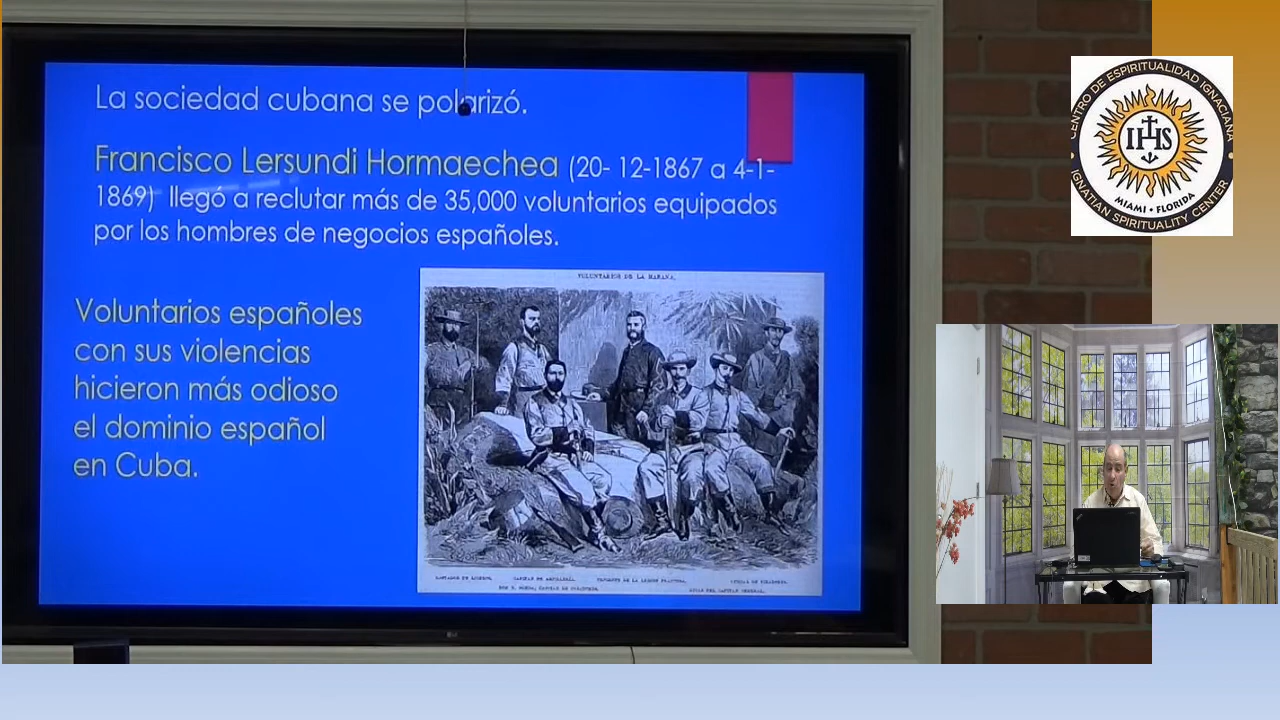 La sociedad cubana se polarizó.
Francisco Lersundi Hormaechea (20- 12-1867 a 4-1-
1869) llegó a reclutar más de 35,000 voluntarios equipados
por los hombres de negocios españoles.
Voluntarios españoles
con sus violencias
hicieron más odioso
el dominio español
en Cuba.
VOLUNTARIOS DE LA HABANA.
CENTRO DE ESPIRITUALIDAD IGNACIANA
IHS
MIAMI • FLORIDA
IGNATIAN SPIRITUALITY CENTER